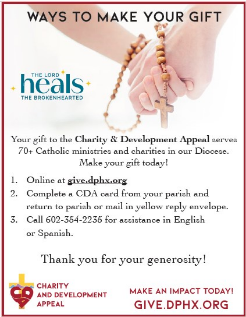 WAYS TO MAKE YOUR GIFT
THE LORD
heals
THE BROKENHEARTED
Your gift to the Charity & Development Appeal serves
70+ Catholic ministries and charities in our Diocese.
Make your gift today!
1. Online at give.dphx.org
2. Complete a CDA card from your parish and
return to parish or mail in yellow reply envelope.
3. Call 602-354-2235 for assistance in English
or Spanish.
Thank you for your generosity!
CHARITY
AND DEVELOPMENT
APPEAL
MAKE AN IMPACT TODAY!
GIVE.DPHX.ORG